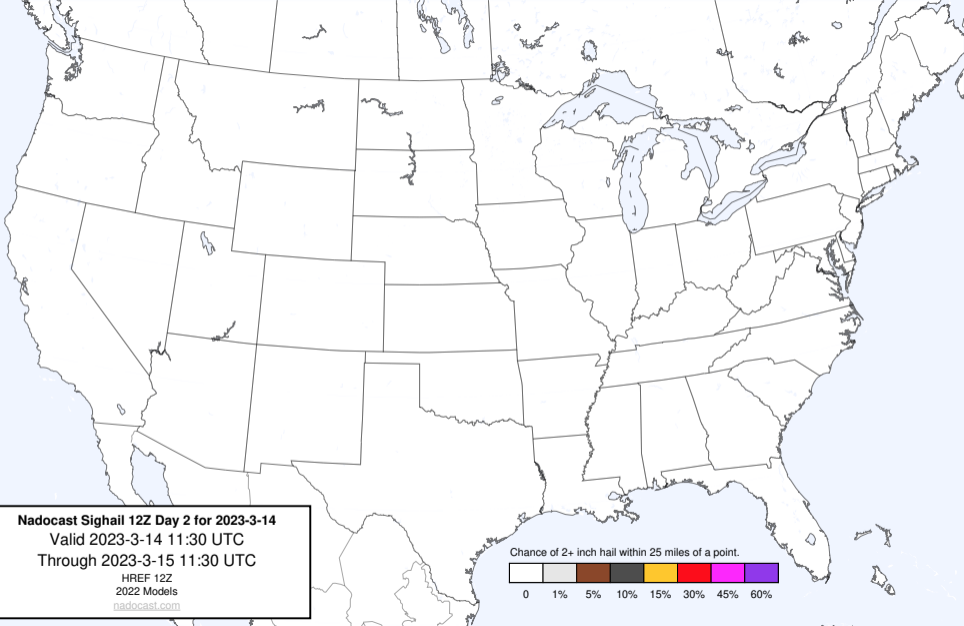 Nadocast Sighail 12Z Day 2 for 2023-3-14
Valid 2023-3-14 11:30 UTC
Through 2023-3-15 11:30 UTC
HREF 12Z
2022 Models
nadocast.com
Chance of 2+ inch hail within 25 miles of a point.
0 1% 5% 10% 15% 30% 45% 60%